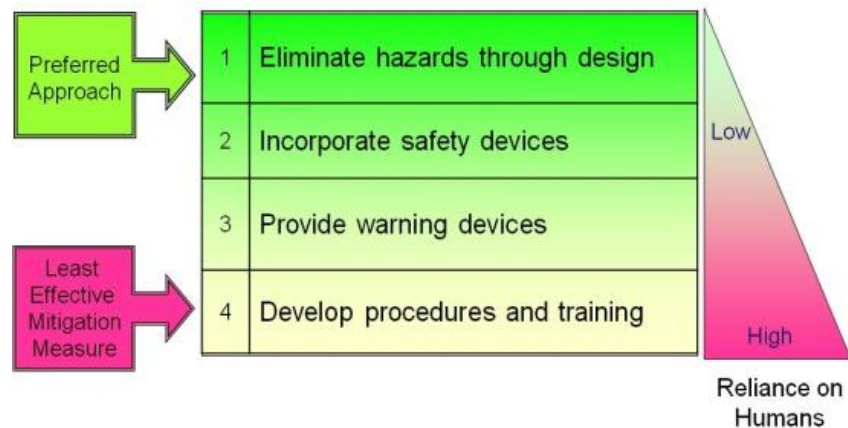 Preferred
Approach
1 Eliminate hazards through design
2 Incorporate safety devices
3 Provide warning devices
4 Develop procedures and training
Least
Effective
Mitigation
Measure
Low
High
Reliance on
Humans